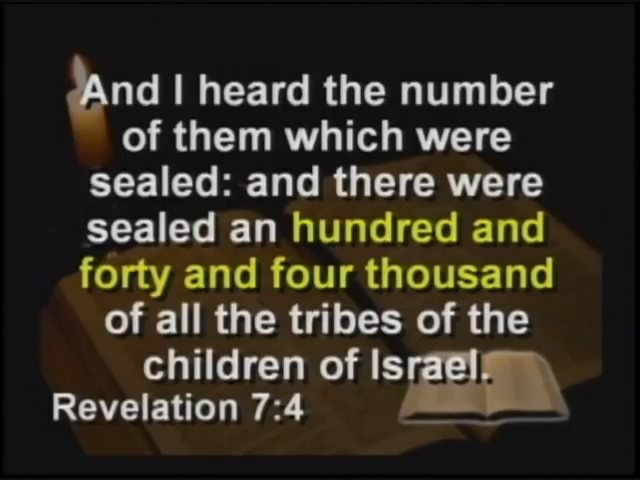 And I heard the number
of them which were
sealed: and there were
sealed an hundred and
forty and four thousand
of all the tribes of the
children of Israel.
Revelation 7:4